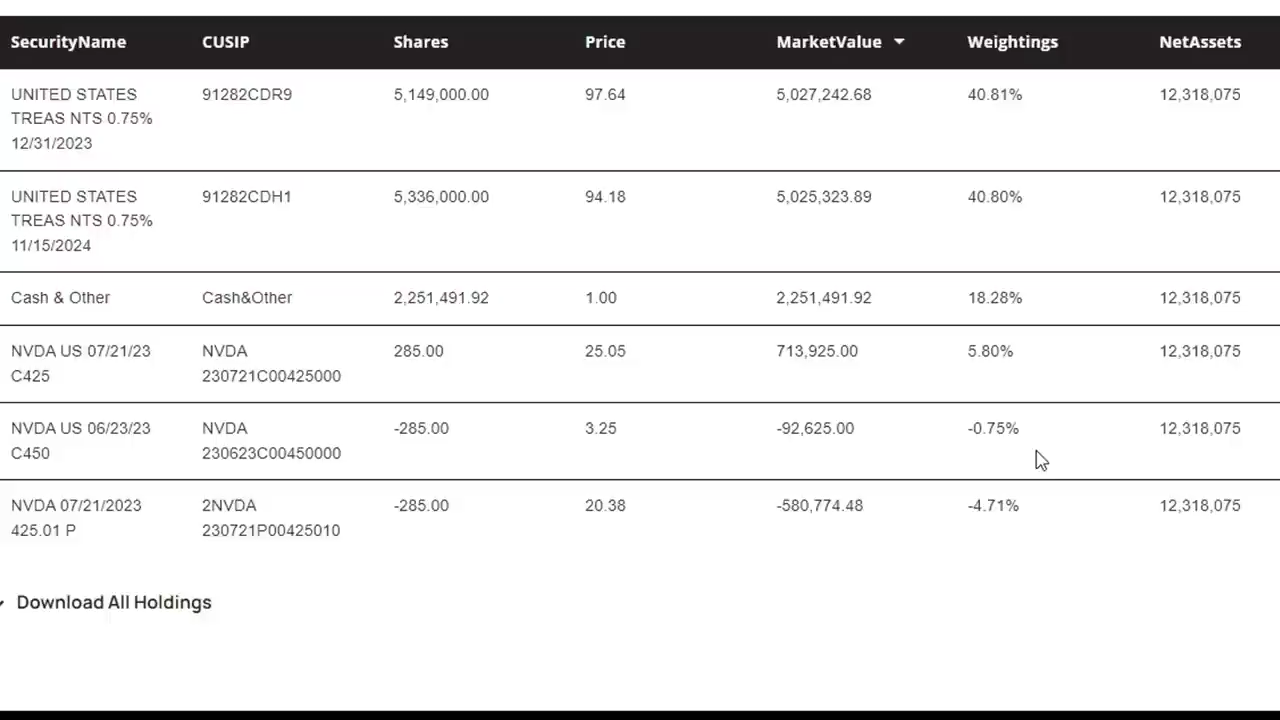 SecurityName CUSIP Shares Price MarketValue Weightings NetAssets
UNITED STATES 91282CDR9 5,149,000.00 97.64 5,027,242.68 40.81% 12,318,075
TREAS NTS 0.75%
12/31/2023
UNITED STATES 91282CDH1 5,336,000.00 94.18 5,025,323.89 40.80% 12,318,075
TREAS NTS 0.75%
11/15/2024
Cash & Other Cash&Other 2,251,491.92 1.00 2,251,491.92 18.28% 12,318,075
NVDA US 07/21/23 NVDA 285.00 25.05 713,925.00 5.80% 12,318,075
C425 230721C00425000
NVDA US 06/23/23 NVDA -285.00 3.25 -92,625.00 -0.75% 12,318,075
C450 230623C00450000
NVDA 07/21/2023 2NVDA -285.00 20.38 -580,774.48 -4.71% 12,318,075
425.01 P 230721P00425010
Download All Holdings